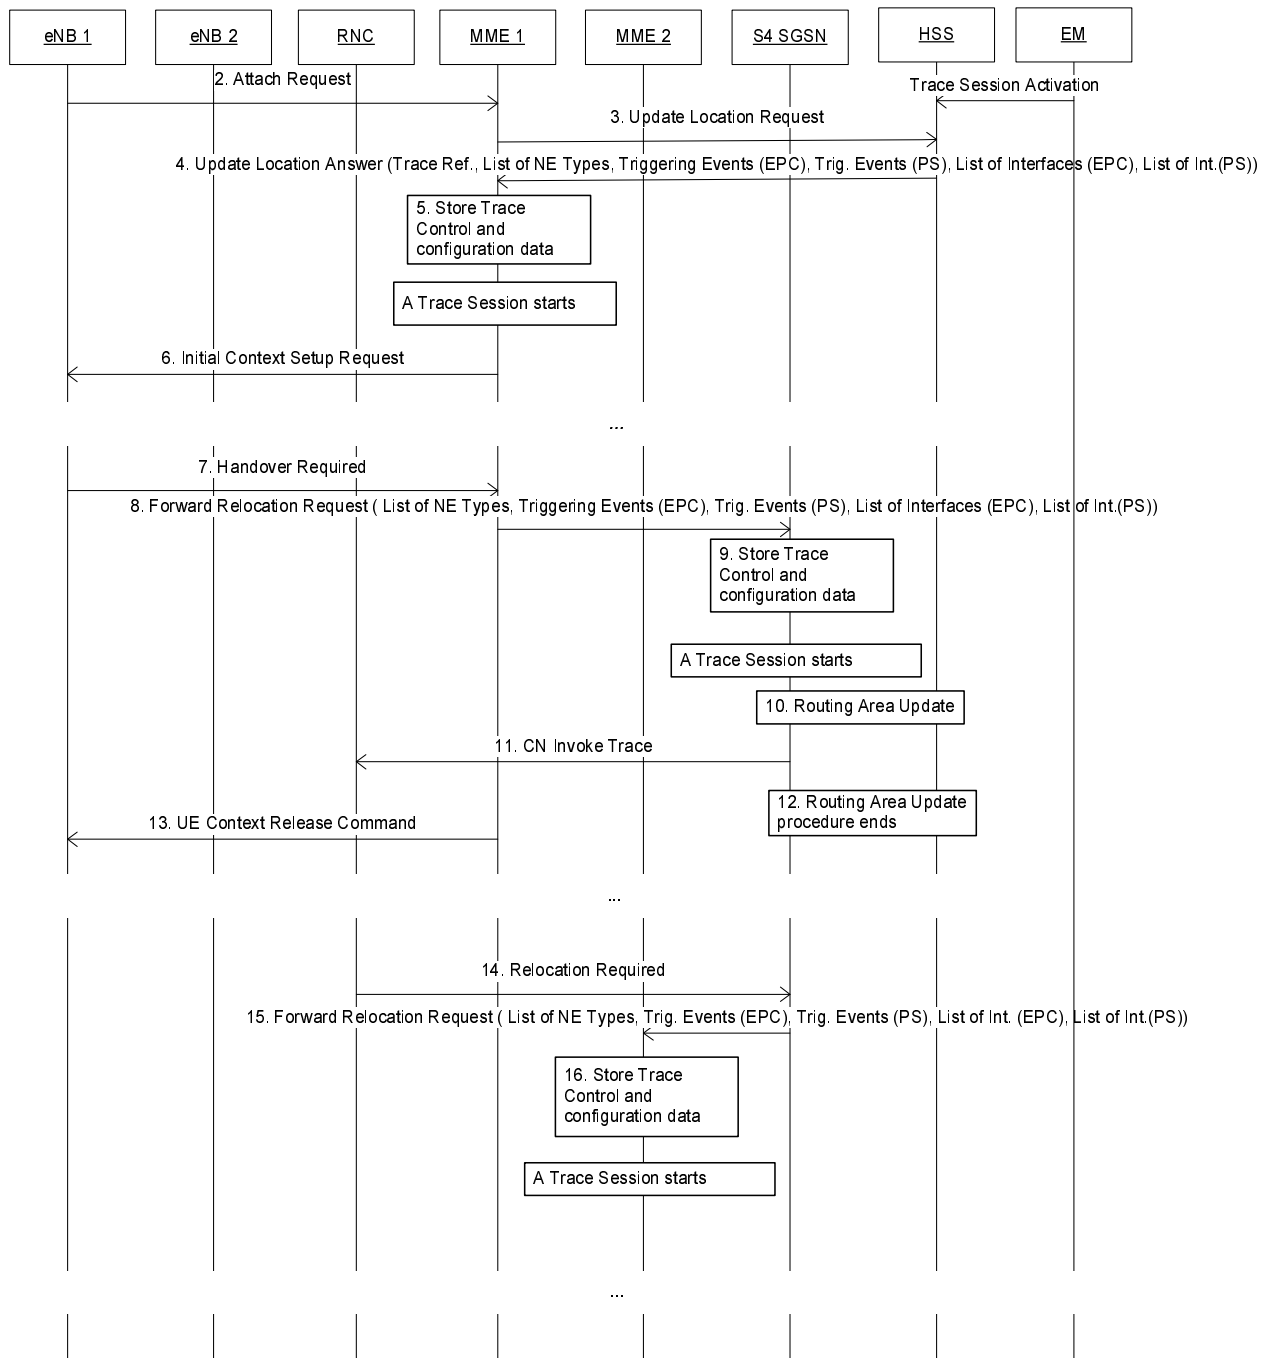 eNB 1
eNB 2
RNC
MME 1
MME 2
S4 SGSN
HSS
EM
2. Attach Request
Trace Session Activation
3. Update Location Request
4. Update Location Answer (Trace Ref., List of NE Types, Triggering Events (EPC), Trig. Events (PS), List of Interfaces (EPC), List of Int.(PS))
5. Store Trace
Control and
configuration data
A Trace Session starts
6. Initial Context Setup Request
...
7. Handover Required
8. Forward Relocation Request ( List of NE Types, Triggering Events (EPC), Trig. Events (PS), List of Interfaces (EPC), List of Int.(PS))
9. Store Trace
Control and
configuration data
A Trace Session starts
10. Routing Area Update
11. CN Invoke Trace
12. Routing Area Update
procedure ends
13. UE Context Release Command
...
14. Relocation Required
15. Forward Relocation Request ( List of NE Types, Trig. Events (EPC), Trig. Events (PS), List of Int. (EPC), List of Int.(PS))
16. Store Trace
Control and
configuration data
A Trace Session starts
...